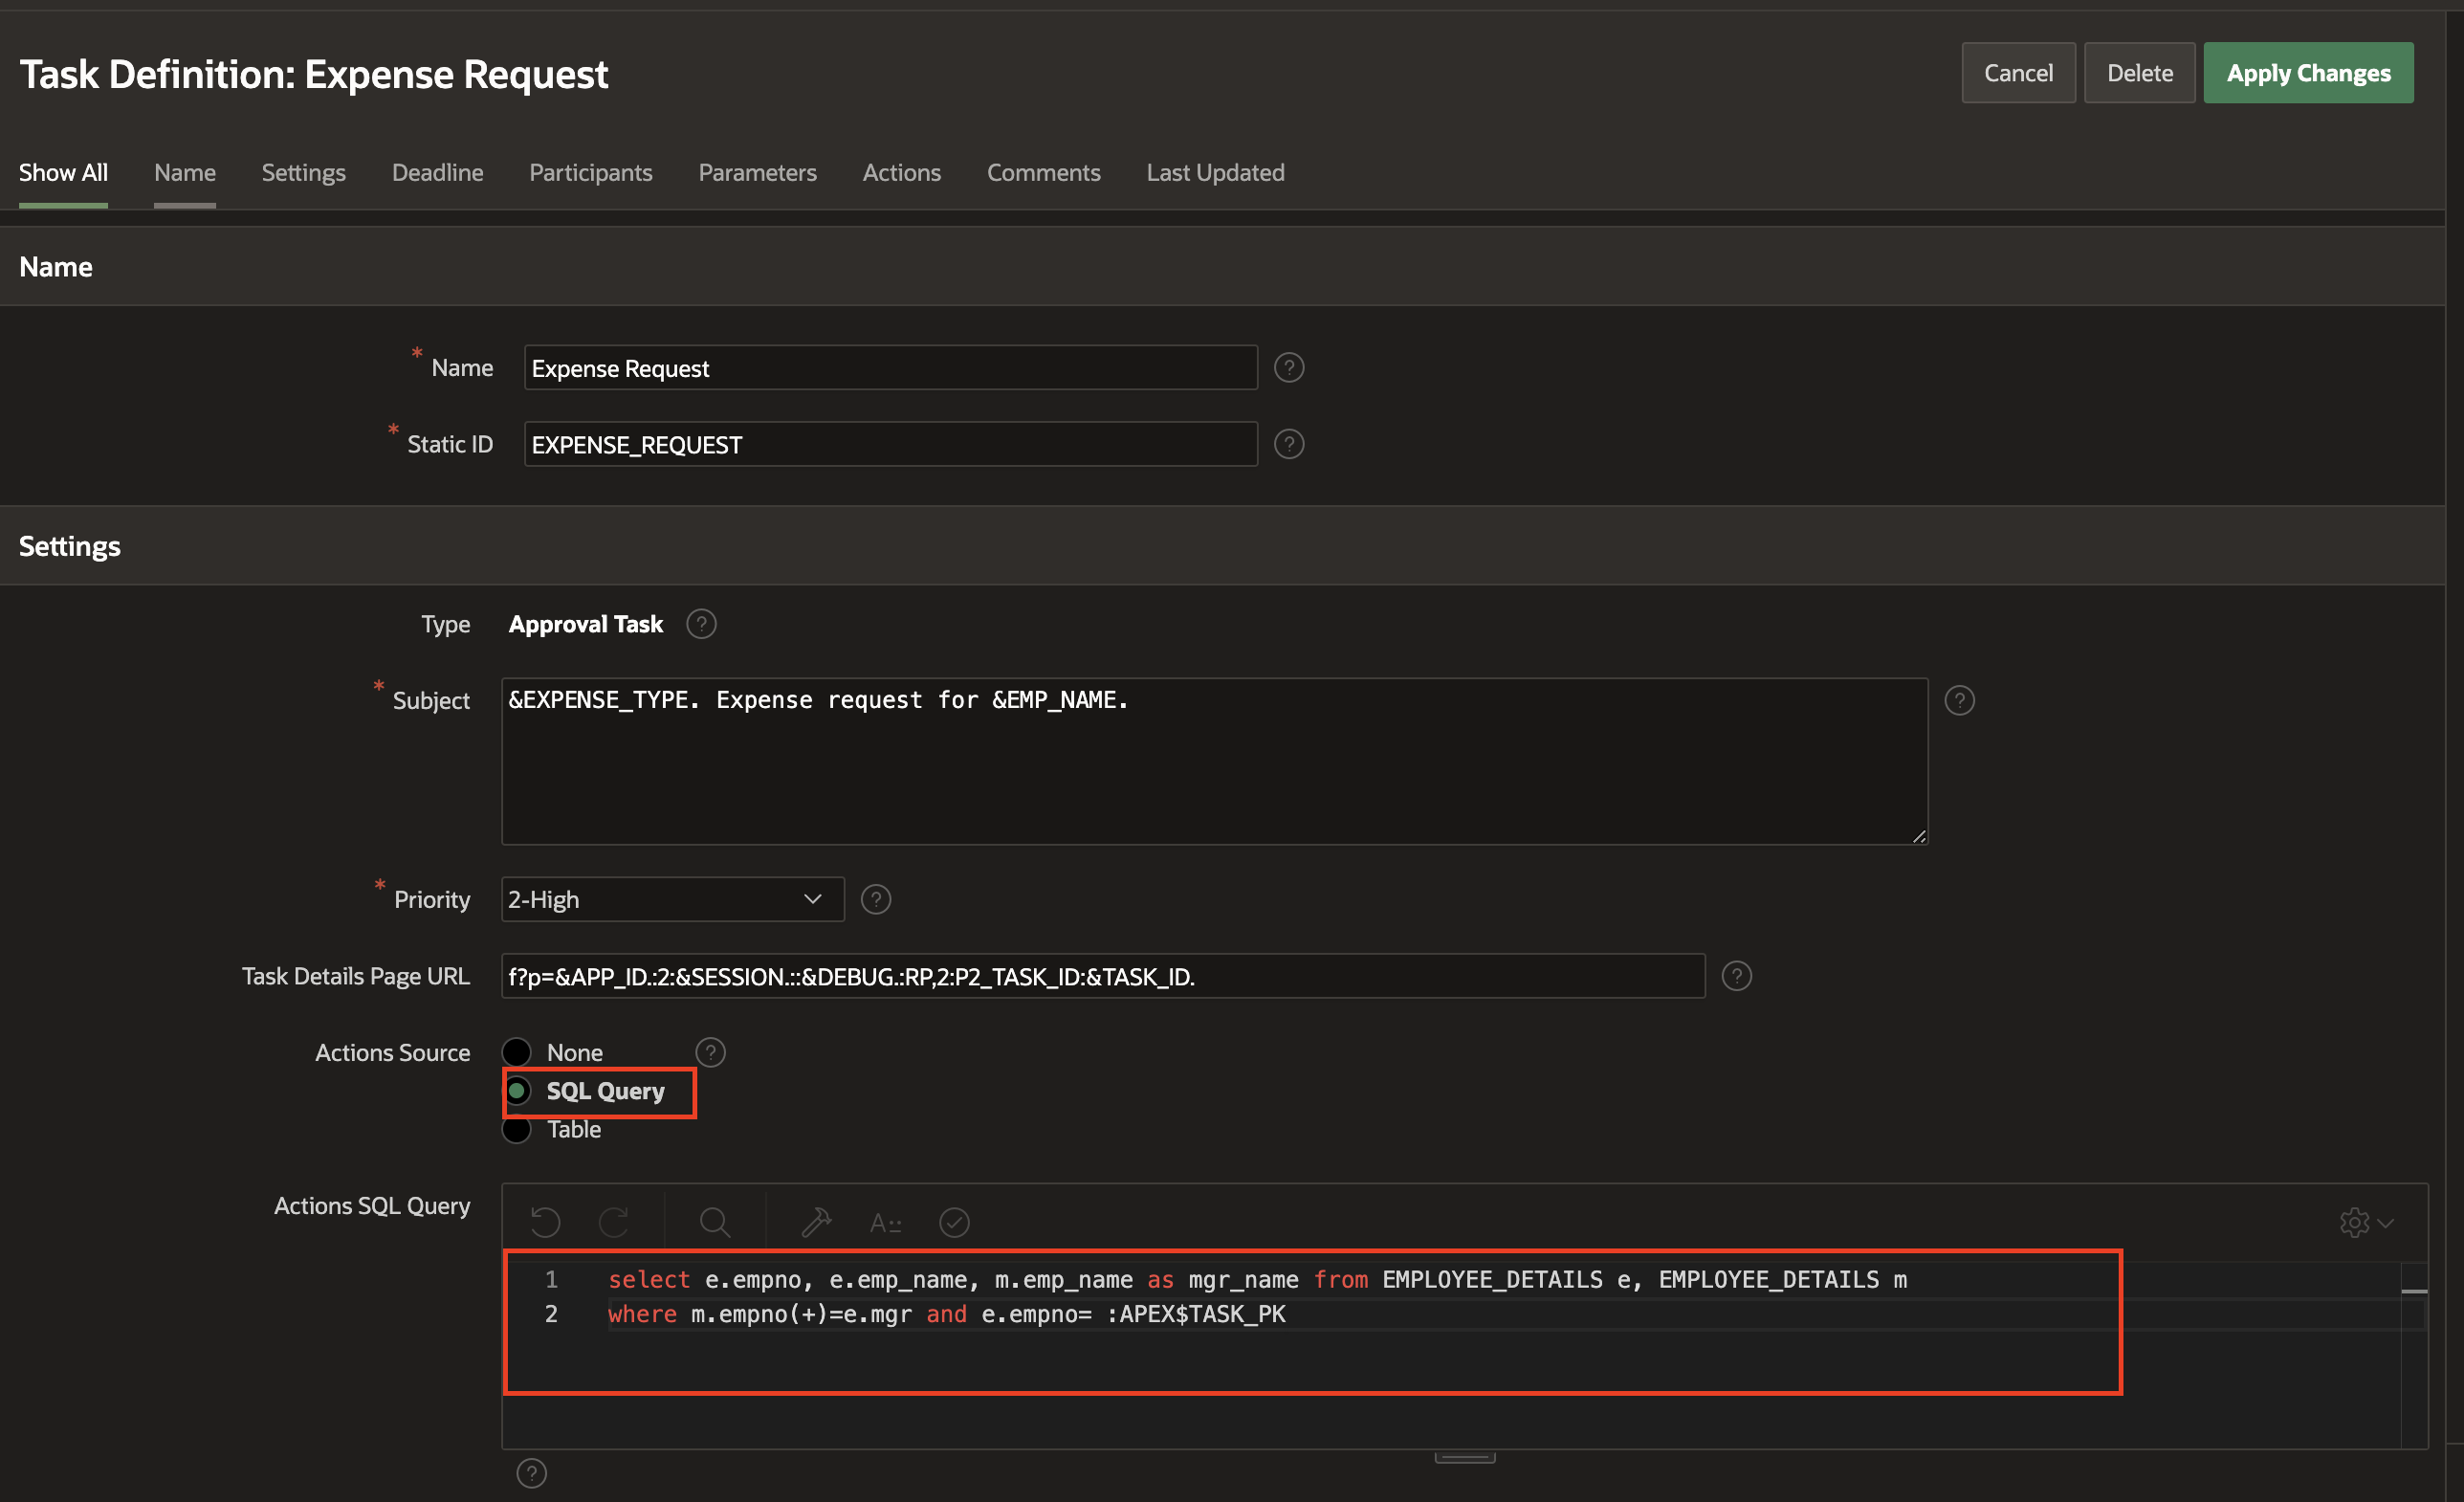 Task Definition: Expense Request
Cancel Delete Apply Changes
Show All Name Settings Deadline Participants Parameters Actions Comments Last Updated
Name
* Name Expense Request ?
* Static ID EXPENSE_REQUEST ?
Settings
Type Approval Task ?
* Subject &EXPENSE_TYPE. Expense request for &EMP_NAME. ?
* Priority 2-High ?
Task Details Page URL f?p=&APP_ID.:2:&SESSION.::&DEBUG.:RP,2:P2_TASK_ID:&TASK_ID. ?
Actions Source None ?
SQL Query
Table
Actions SQL Query
1 select e.empno, e.emp_name, m.emp_name as mgr_name from EMPLOYEE_DETAILS e, EMPLOYEE_DETAILS m
2 where m.empno(+)=e.mgr and e.empno= :APEX$TASK_PK
?